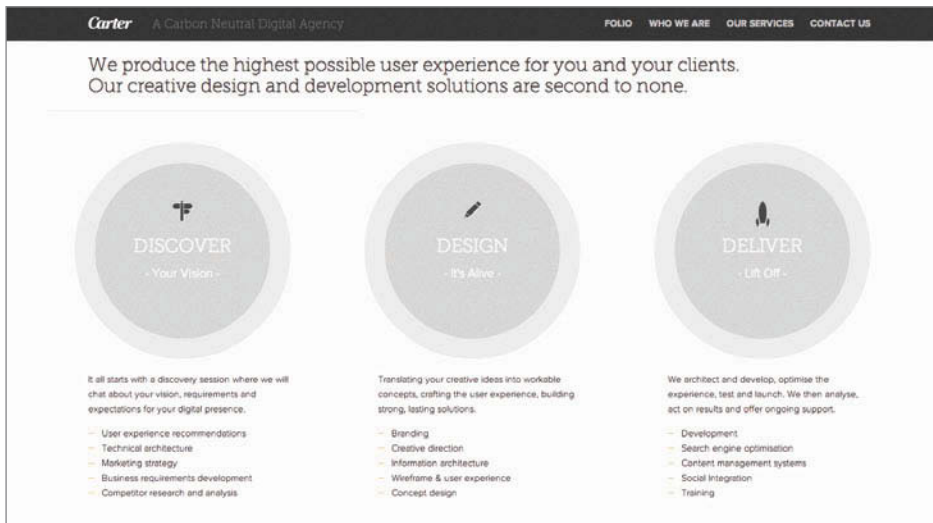 Carter A Carbon Neutral Digital Agency FOLIO WHO WE ARE OUR SERVICES CONTACT US
We produce the highest possible user experience for you and your clients.
Our creative design and development solutions are second to none.
DISCOVER
- Your Vision -
It all starts with a discovery session where we will
chat about your vision, requirements and
expectations for your digital presence.
– User experience recommendations
– Technical architecture
– Marketing strategy
– Business requirements development
– Competitor research and analysis
DESIGN
- It's Alive -
Translating your creative ideas into workable
concepts, crafting the user experience, building
strong, lasting solutions.
– Branding
– Creative direction
– Information architecture
– Wireframe & user experience
– Concept design
DELIVER
- Lift Off -
We architect and develop, optimise the
experience, test and launch. We then analyse,
act on results and offer ongoing support.
– Development
– Search engine optimisation
– Content management systems
– Social Integration
– Training